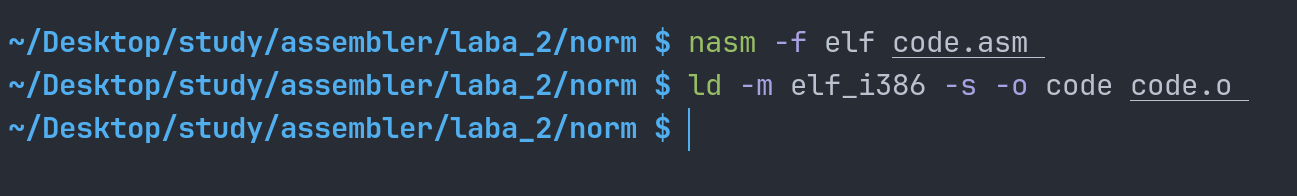 ~/Desktop/study/assembler/laba_2/norm $ nasm -f elf code.asm
~/Desktop/study/assembler/laba_2/norm $ ld -m elf_i386 -s -o code code.o
~/Desktop/study/assembler/laba_2/norm $